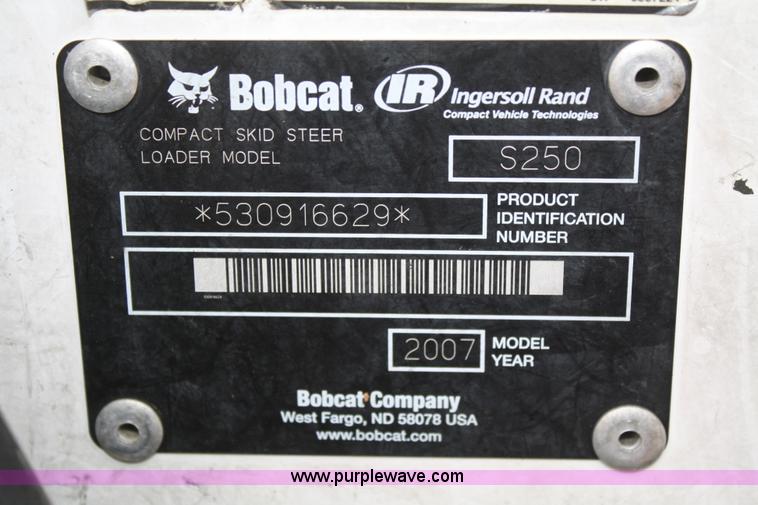 Bobcat.
IR Ingersoll Rand
Compact Vehicle Technologies
COMPACT SKID STEER
LOADER MODEL
S250
*530916629*
PRODUCT
IDENTIFICATION
NUMBER
2007
MODEL
YEAR
Bobcat Company
West Fargo, ND 58078 USA
www.bobcat.com
www.purplewave.com